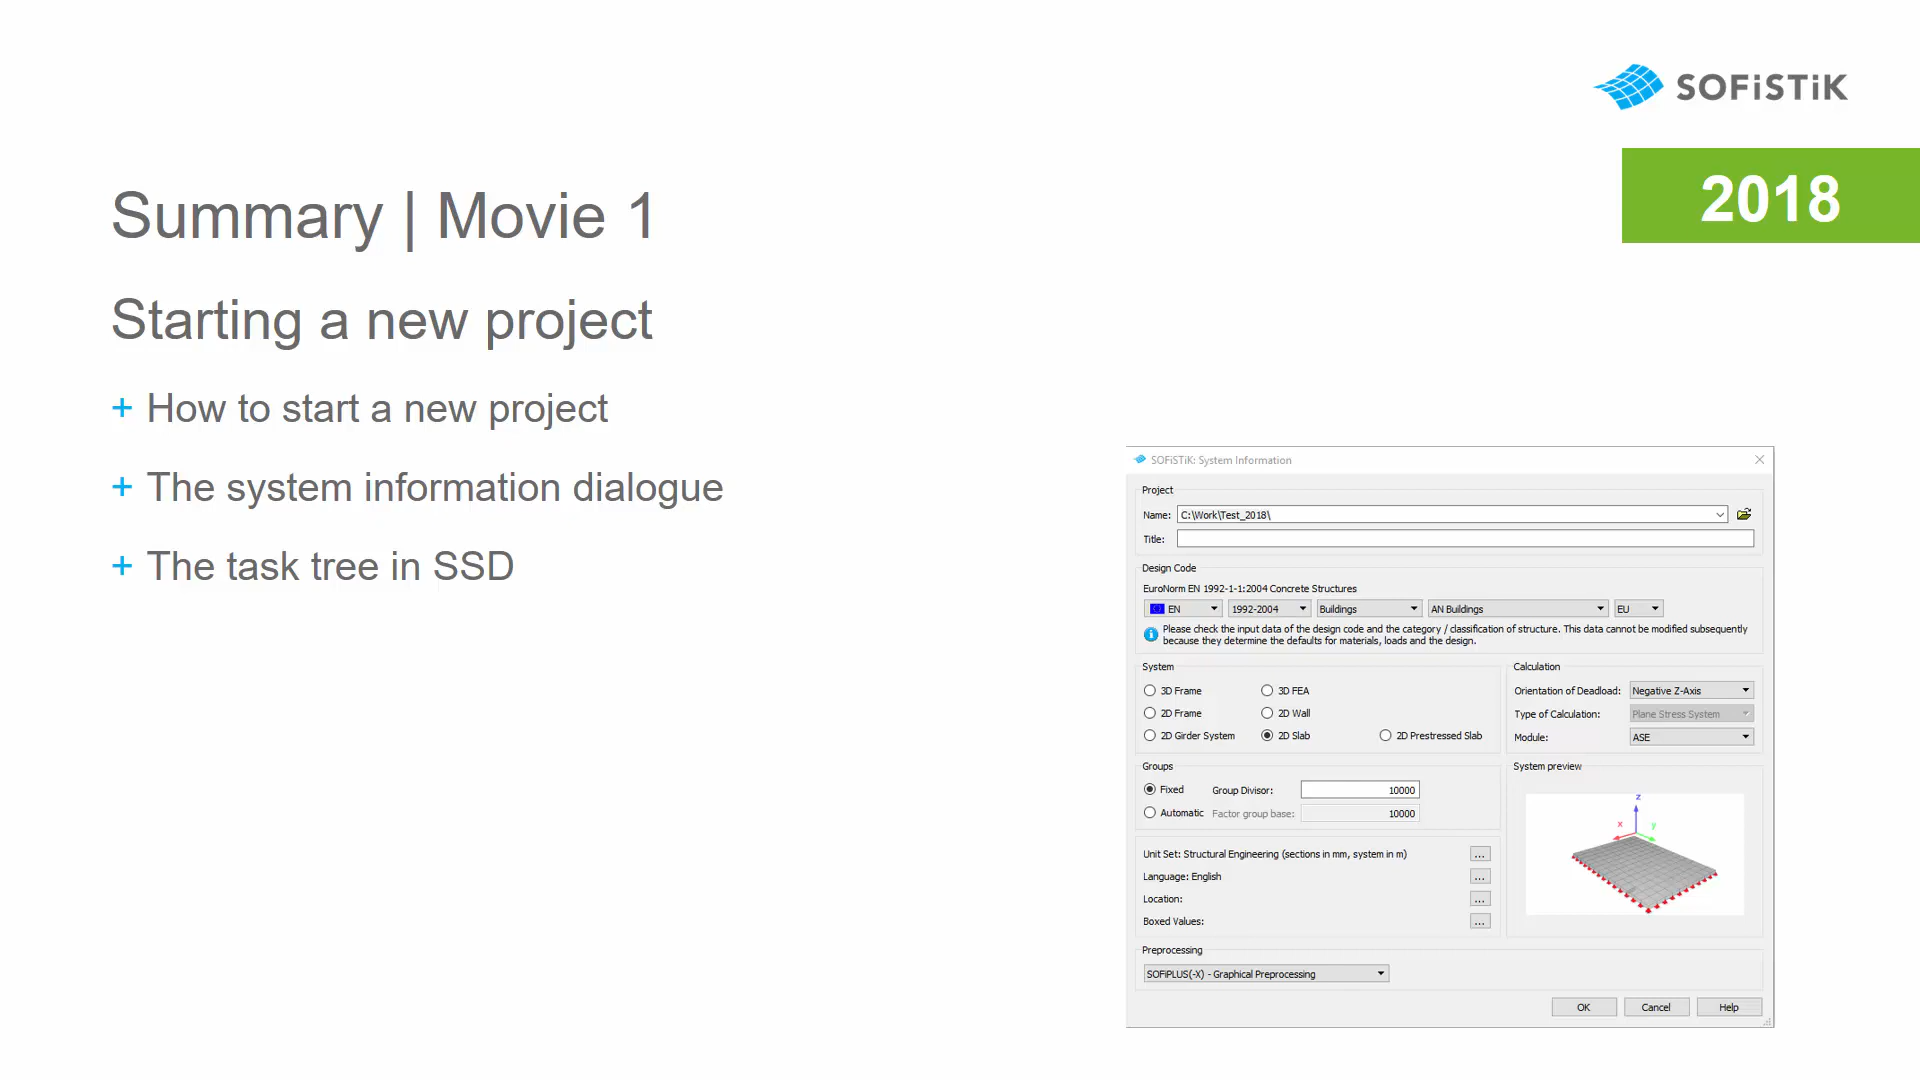 SOFiSTiK
2018
Summary | Movie 1
Starting a new project
+ How to start a new project
+ The system information dialogue
+ The task tree in SSD
SOFiSTiK: System Information
Project
Name: C:\Work\Test_2018\
Title:
Design Code
EuroNorm EN 1992-1-1:2004 Concrete Structures
EN 1992-2004 Buildings AN Buildings EU
Please check the input data of the design code and the category / classification of structure. This data cannot be modified subsequently
because they determine the defaults for materials, loads and the design.
System
3D Frame 3D FEA
2D Frame 2D Wall
2D Girder System 2D Slab 2D Prestressed Slab
Calculation
Orientation of Deadload: Negative Z-Axis
Type of Calculation: Plane Stress System
Module: ASE
Groups
Fixed Group Divisor: 10000
Automatic Factor group base: 10000
System preview
z
x y
Unit Set: Structural Engineering (sections in mm, system in m) ...
Language: English ...
Location: ...
Boxed Values: ...
Preprocessing
SOFiPLUS(-X) - Graphical Preprocessing
OK Cancel Help